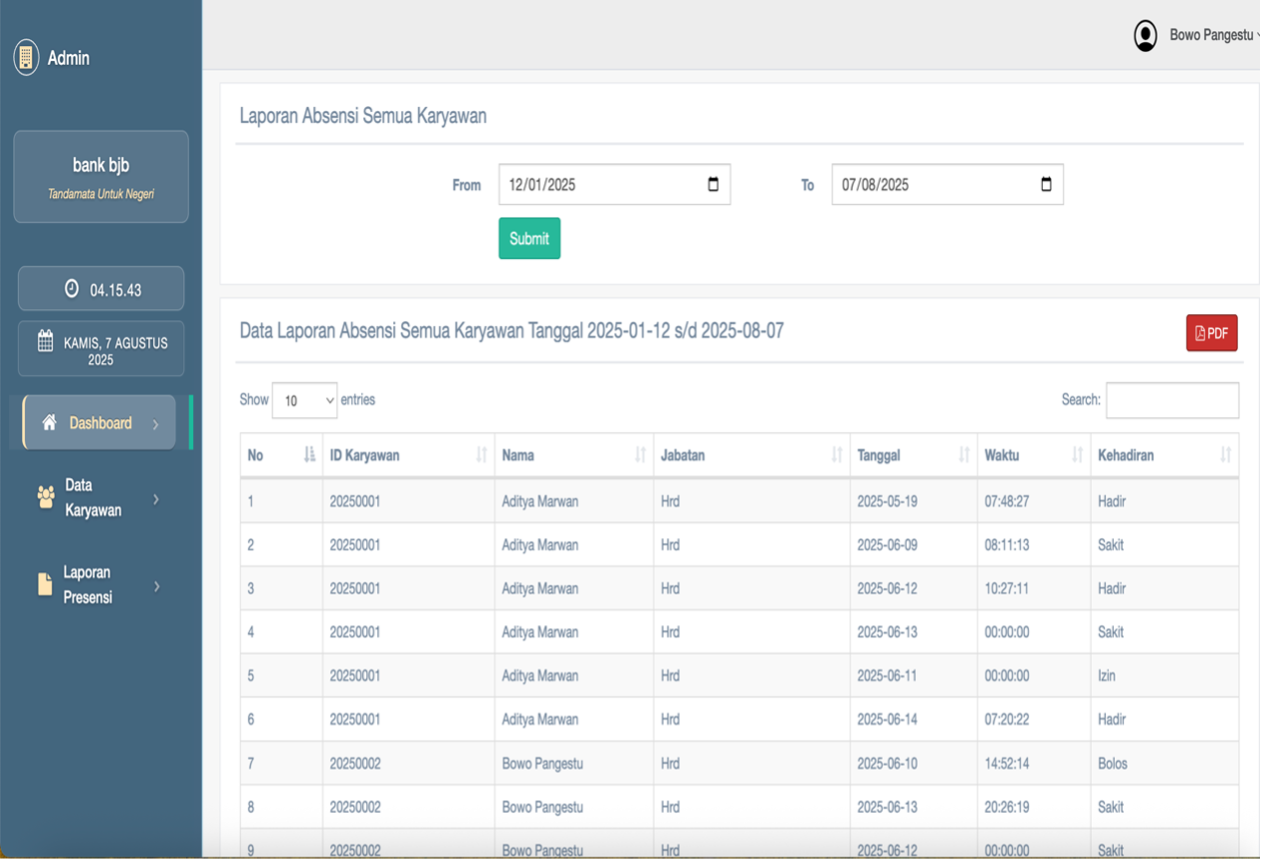 Admin
Bowo Pangestu
bank bjb
Tandamata Untuk Negeri
04.15.43
KAMIS, 7 AGUSTUS
2025
Dashboard
Data
Karyawan
Laporan
Presensi
Laporan Absensi Semua Karyawan
From 12/01/2025 To 07/08/2025
Submit
Data Laporan Absensi Semua Karyawan Tanggal 2025-01-12 s/d 2025-08-07
PDF
Show 10 entries Search:
No ID Karyawan Nama Jabatan Tanggal Waktu Kehadiran
1 20250001 Aditya Marwan Hrd 2025-05-19 07:48:27 Hadir
2 20250001 Aditya Marwan Hrd 2025-06-09 08:11:13 Sakit
3 20250001 Aditya Marwan Hrd 2025-06-12 10:27:11 Hadir
4 20250001 Aditya Marwan Hrd 2025-06-13 00:00:00 Sakit
5 20250001 Aditya Marwan Hrd 2025-06-11 00:00:00 Izin
6 20250001 Aditya Marwan Hrd 2025-06-14 07:20:22 Hadir
7 20250002 Bowo Pangestu Hrd 2025-06-10 14:52:14 Bolos
8 20250002 Bowo Pangestu Hrd 2025-06-13 20:26:19 Sakit
9 20250002 Bowo Pangestu Hrd 2025-06-12 00:00:00 Sakit